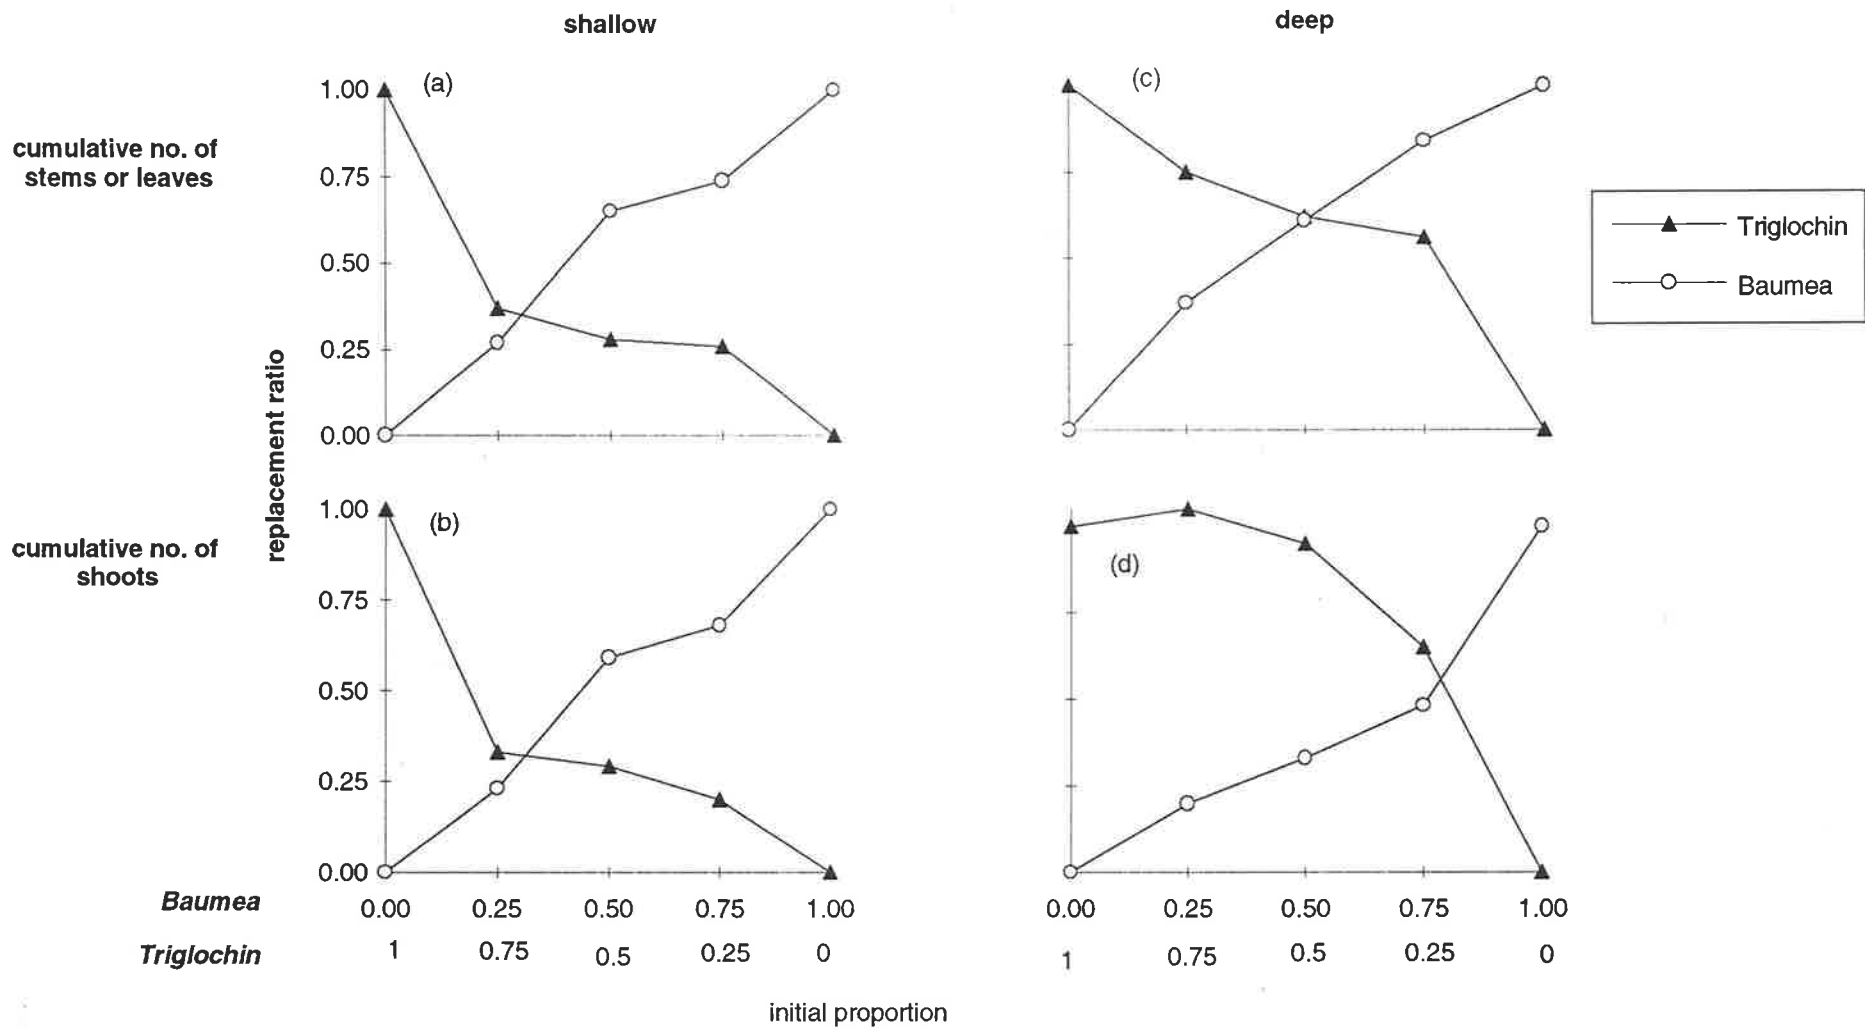 shallow
deep
(a)
(c)
1.00
0.75
0.50
0.25
0.00
cumulative no. of
stems or leaves
Triglochin
Baumea
replacement ratio
(b)
(d)
1.00
0.75
0.50
0.25
0.00
cumulative no. of
shoots
Baumea 0.00 0.25 0.50 0.75 1.00 0.00 0.25 0.50 0.75 1.00
Triglochin 1 0.75 0.5 0.25 0 1 0.75 0.5 0.25 0
initial proportion